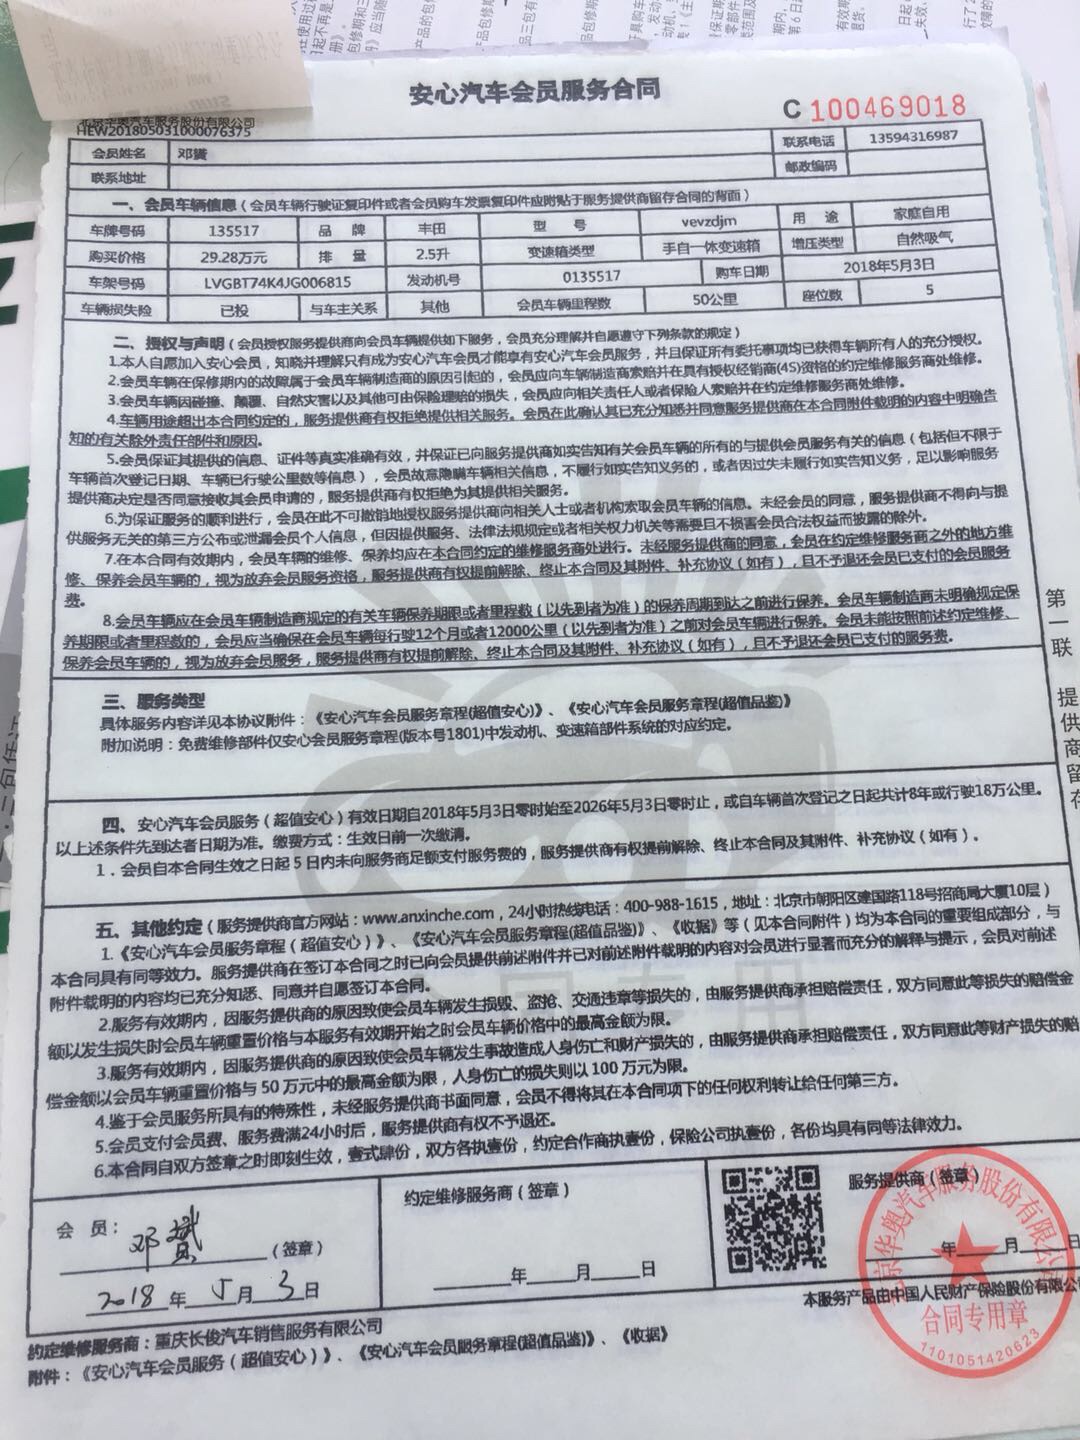 安心汽车会员服务合同
C 100469018
北京华奥汽车服务股份有限公司
HEW201805031000076375
会员姓名 邓赟 联系电话 13594316987
联系地址 邮政编码
一、会员车辆信息（会员车辆行驶证复印件或者会员购车发票复印件应附贴于服务提供商留存合同的背面）
车牌号码 135517 品 牌 丰田 型 号 vevzdjm 用 途 家庭自用
购买价格 29.28万元 排 量 2.5升 变速箱类型 手自一体变速箱 增压类型 自然吸气
车架号码 LVGBT74K4JG006815 发动机号 0135517 购车日期 2018年5月3日
车辆损失险 已投 与车主关系 其他 会员车辆里程数 50公里 座位数 5
二、授权与声明（会员授权服务提供商向会员车辆提供如下服务，会员充分理解并自愿遵守下列条款的规定）
1.本人自愿加入安心会员，知晓并理解只有成为安心汽车会员才能享有安心汽车会员服务，并且保证所有委托事项均已获得车辆所有人的充分授权。
2.会员车辆在保修期内的故障属于会员车辆制造商的原因引起的，会员应向车辆制造商索赔并在具有授权经销商(4S)资格的约定维修服务商处维修。
3.会员车辆因碰撞、颠覆、自然灾害以及其他可由保险理赔的损失，会员应向相关责任人或者保险人索赔并在约定维修服务商处维修。
4.车辆用途超出本合同约定的，服务提供商有权拒绝提供相关服务。会员在此确认其已充分知悉并同意服务提供商在本合同附件载明的内容中明确告
知的有关除外责任部件和原因。
5.会员保证其提供的信息、证件等真实准确有效，并保证已向服务提供商如实告知有关会员车辆的所有的与提供会员服务有关的信息（包括但不限于
车辆首次登记日期、车辆已行驶公里数等信息），会员故意隐瞒车辆相关信息，不履行如实告知义务的，或者因过失未履行如实告知义务，足以影响服务
提供商决定是否同意接收其会员申请的，服务提供商有权拒绝为其提供相关服务。
6.为保证服务的顺利进行，会员在此不可撤销地授权服务提供商向相关人士或者机构索取会员车辆的信息。未经会员的同意，服务提供商不得向与提
供服务无关的第三方公布或泄漏会员个人信息，但因提供服务、法律法规规定或者相关权力机关等需要且不损害会员合法权益而披露的除外。
7.在本合同有效期内，会员车辆的维修、保养均应在本合同约定的维修服务商处进行。未经服务提供商的同意，会员在约定维修服务商之外的地方维
修、保养会员车辆的，视为放弃会员服务资格，服务提供商有权提前解除、终止本合同及其附件、补充协议（如有），且不予退还会员已支付的会员服务
费。
8.会员车辆应在会员车辆制造商规定的有关车辆保养期限或者里程数（以先到者为准）的保养周期到达之前进行保养。会员车辆制造商未明确规定保
养期限或者里程数的，会员应当确保在会员车辆每行驶12个月或者12000公里（以先到者为准）之前对会员车辆进行保养。会员未能按照前述约定维修、
保养会员车辆的，视为放弃会员服务，服务提供商有权提前解除、终止本合同及其附件、补充协议（如有），且不予退还会员已支付的服务费。
三、服务类型
具体服务内容详见本协议附件：《安心汽车会员服务章程(超值安心)》、《安心汽车会员服务章程(超值品鉴)》
附加说明：免费维修部件仅安心会员服务章程(版本号1801)中发动机、变速箱部件系统的对应约定。
四、安心汽车会员服务（超值安心）有效日期自2018年5月3日零时始至2026年5月3日零时止，或自车辆首次登记之日起共计8年或行驶18万公里。
以上述条件先到达者日期为准。缴费方式：生效日前一次缴清。
1．会员自本合同生效之日起 5 日内未向服务商足额支付服务费的，服务提供商有权提前解除、终止本合同及其附件、补充协议（如有）。
五、其他约定（服务提供商官方网站：www.anxinche.com，24小时热线电话：400-988-1615，地址：北京市朝阳区建国路118号招商局大厦10层）
1.《安心汽车会员服务章程（超值安心）》、《安心汽车会员服务章程(超值品鉴)》、《收据》等（见本合同附件）均为本合同的重要组成部分，与
本合同具有同等效力。服务提供商在签订本合同之时已向会员提供前述附件并已对前述附件载明的内容对会员进行显著而充分的解释与提示，会员对前述
附件载明的内容均已充分知悉、同意并自愿签订本合同。
2.服务有效期内，因服务提供商的原因致使会员车辆发生损毁、盗抢、交通违章等损失的，由服务提供商承担赔偿责任，双方同意此等损失的赔偿金
额以发生损失时会员车辆重置价格与本服务有效期开始之时会员车辆价格中的最高金额为限。
3.服务有效期内，因服务提供商的原因致使会员车辆发生事故造成人身伤亡和财产损失的，由服务提供商承担赔偿责任，双方同意此等财产损失的赔
偿金额以会员车辆重置价格与 50 万元中的最高金额为限，人身伤亡的损失则以 100 万元为限。
4.鉴于会员服务所具有的特殊性，未经服务提供商书面同意，会员不得将其在本合同项下的任何权利转让给任何第三方。
5.会员支付会员费、服务费满24小时后，服务提供商有权不予退还。
6.本合同自双方签章之时即刻生效，壹式肆份，双方各执壹份，约定合作商执壹份，保险公司执壹份，各份均具有同等法律效力。
会 员：邓赟（签章）
2018 年 5 月 3 日
约定维修服务商（签章）
年 月 日
服务提供商（签章）
年 月 日
北京华奥汽车服务股份有限公司
合同专用章
1101051420623
本服务产品由中国人民财产保险股份有限公
约定维修服务商：重庆长俊汽车销售服务有限公司
附件：《安心汽车会员服务（超值安心）》、《安心汽车会员服务章程(超值品鉴)》、《收据》
第一联 提供商留存